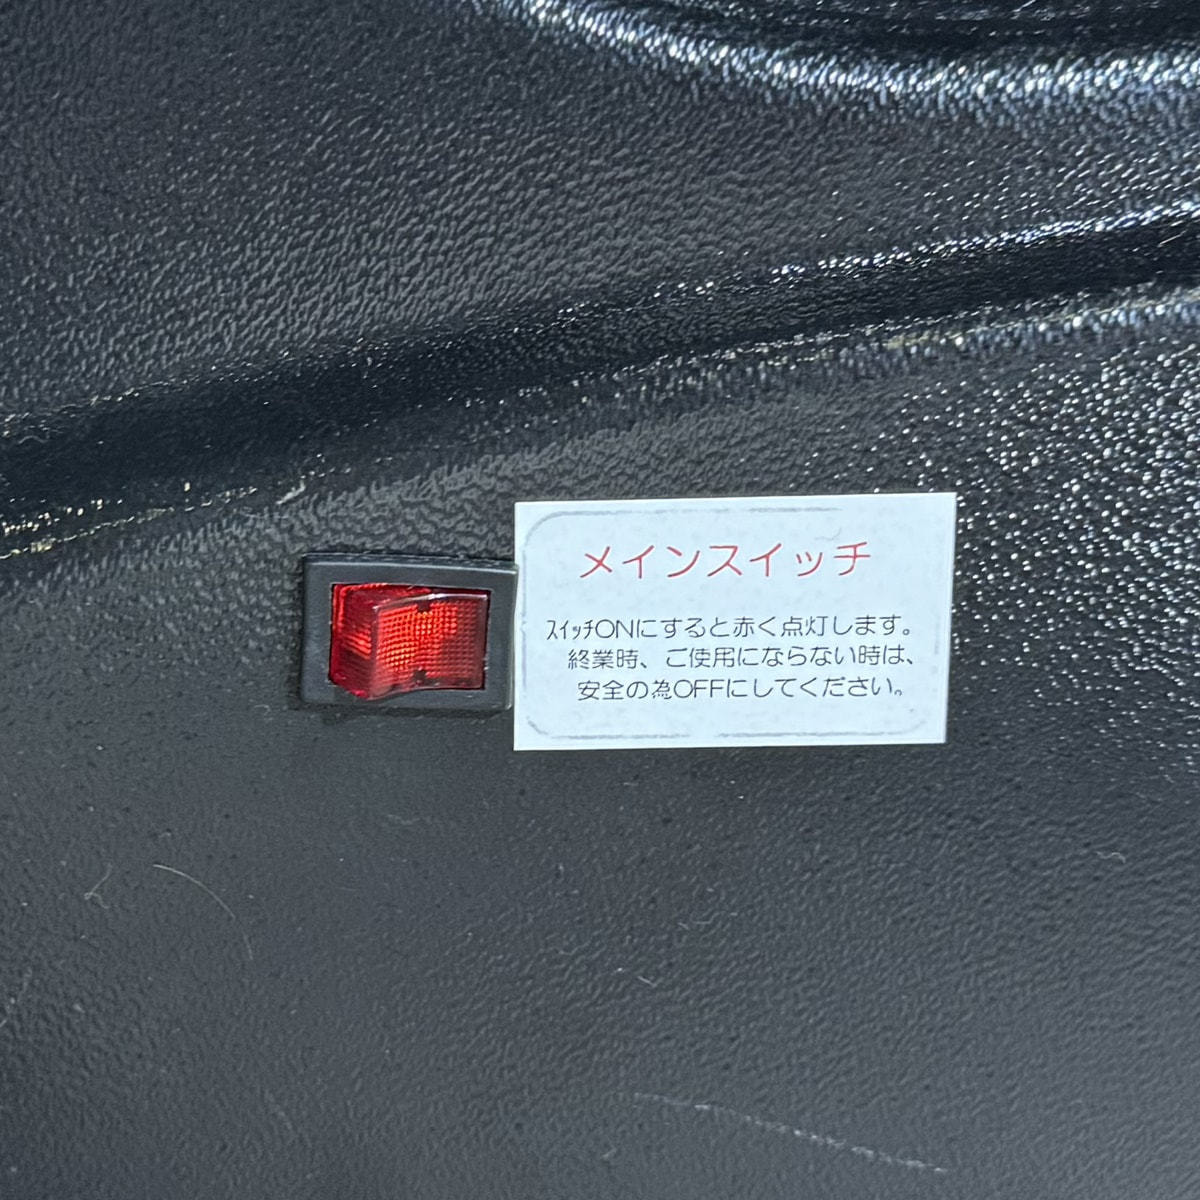 メインスイッチ
ｽｲｯﾁONにすると赤く点灯します。
終業時、ご使用にならない時は、
安全の為OFFにしてください。